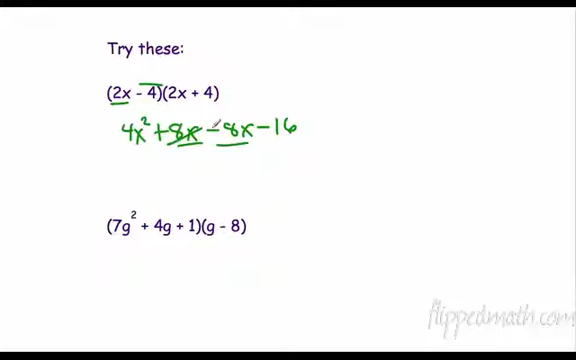 Try these:
(2x - 4)(2x + 4)
4x² + 8x - 8x - 16
(7g² + 4g + 1)(g - 8)
flippedmath.com